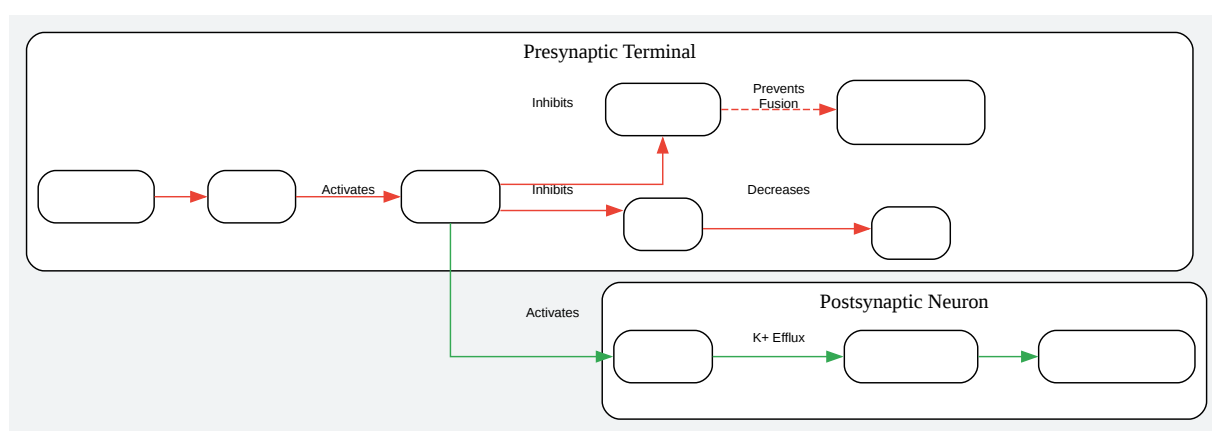 Presynaptic Terminal
Inhibits
Prevents
Fusion
Activates
Inhibits
Decreases
Postsynaptic Neuron
Activates
K+ Efflux